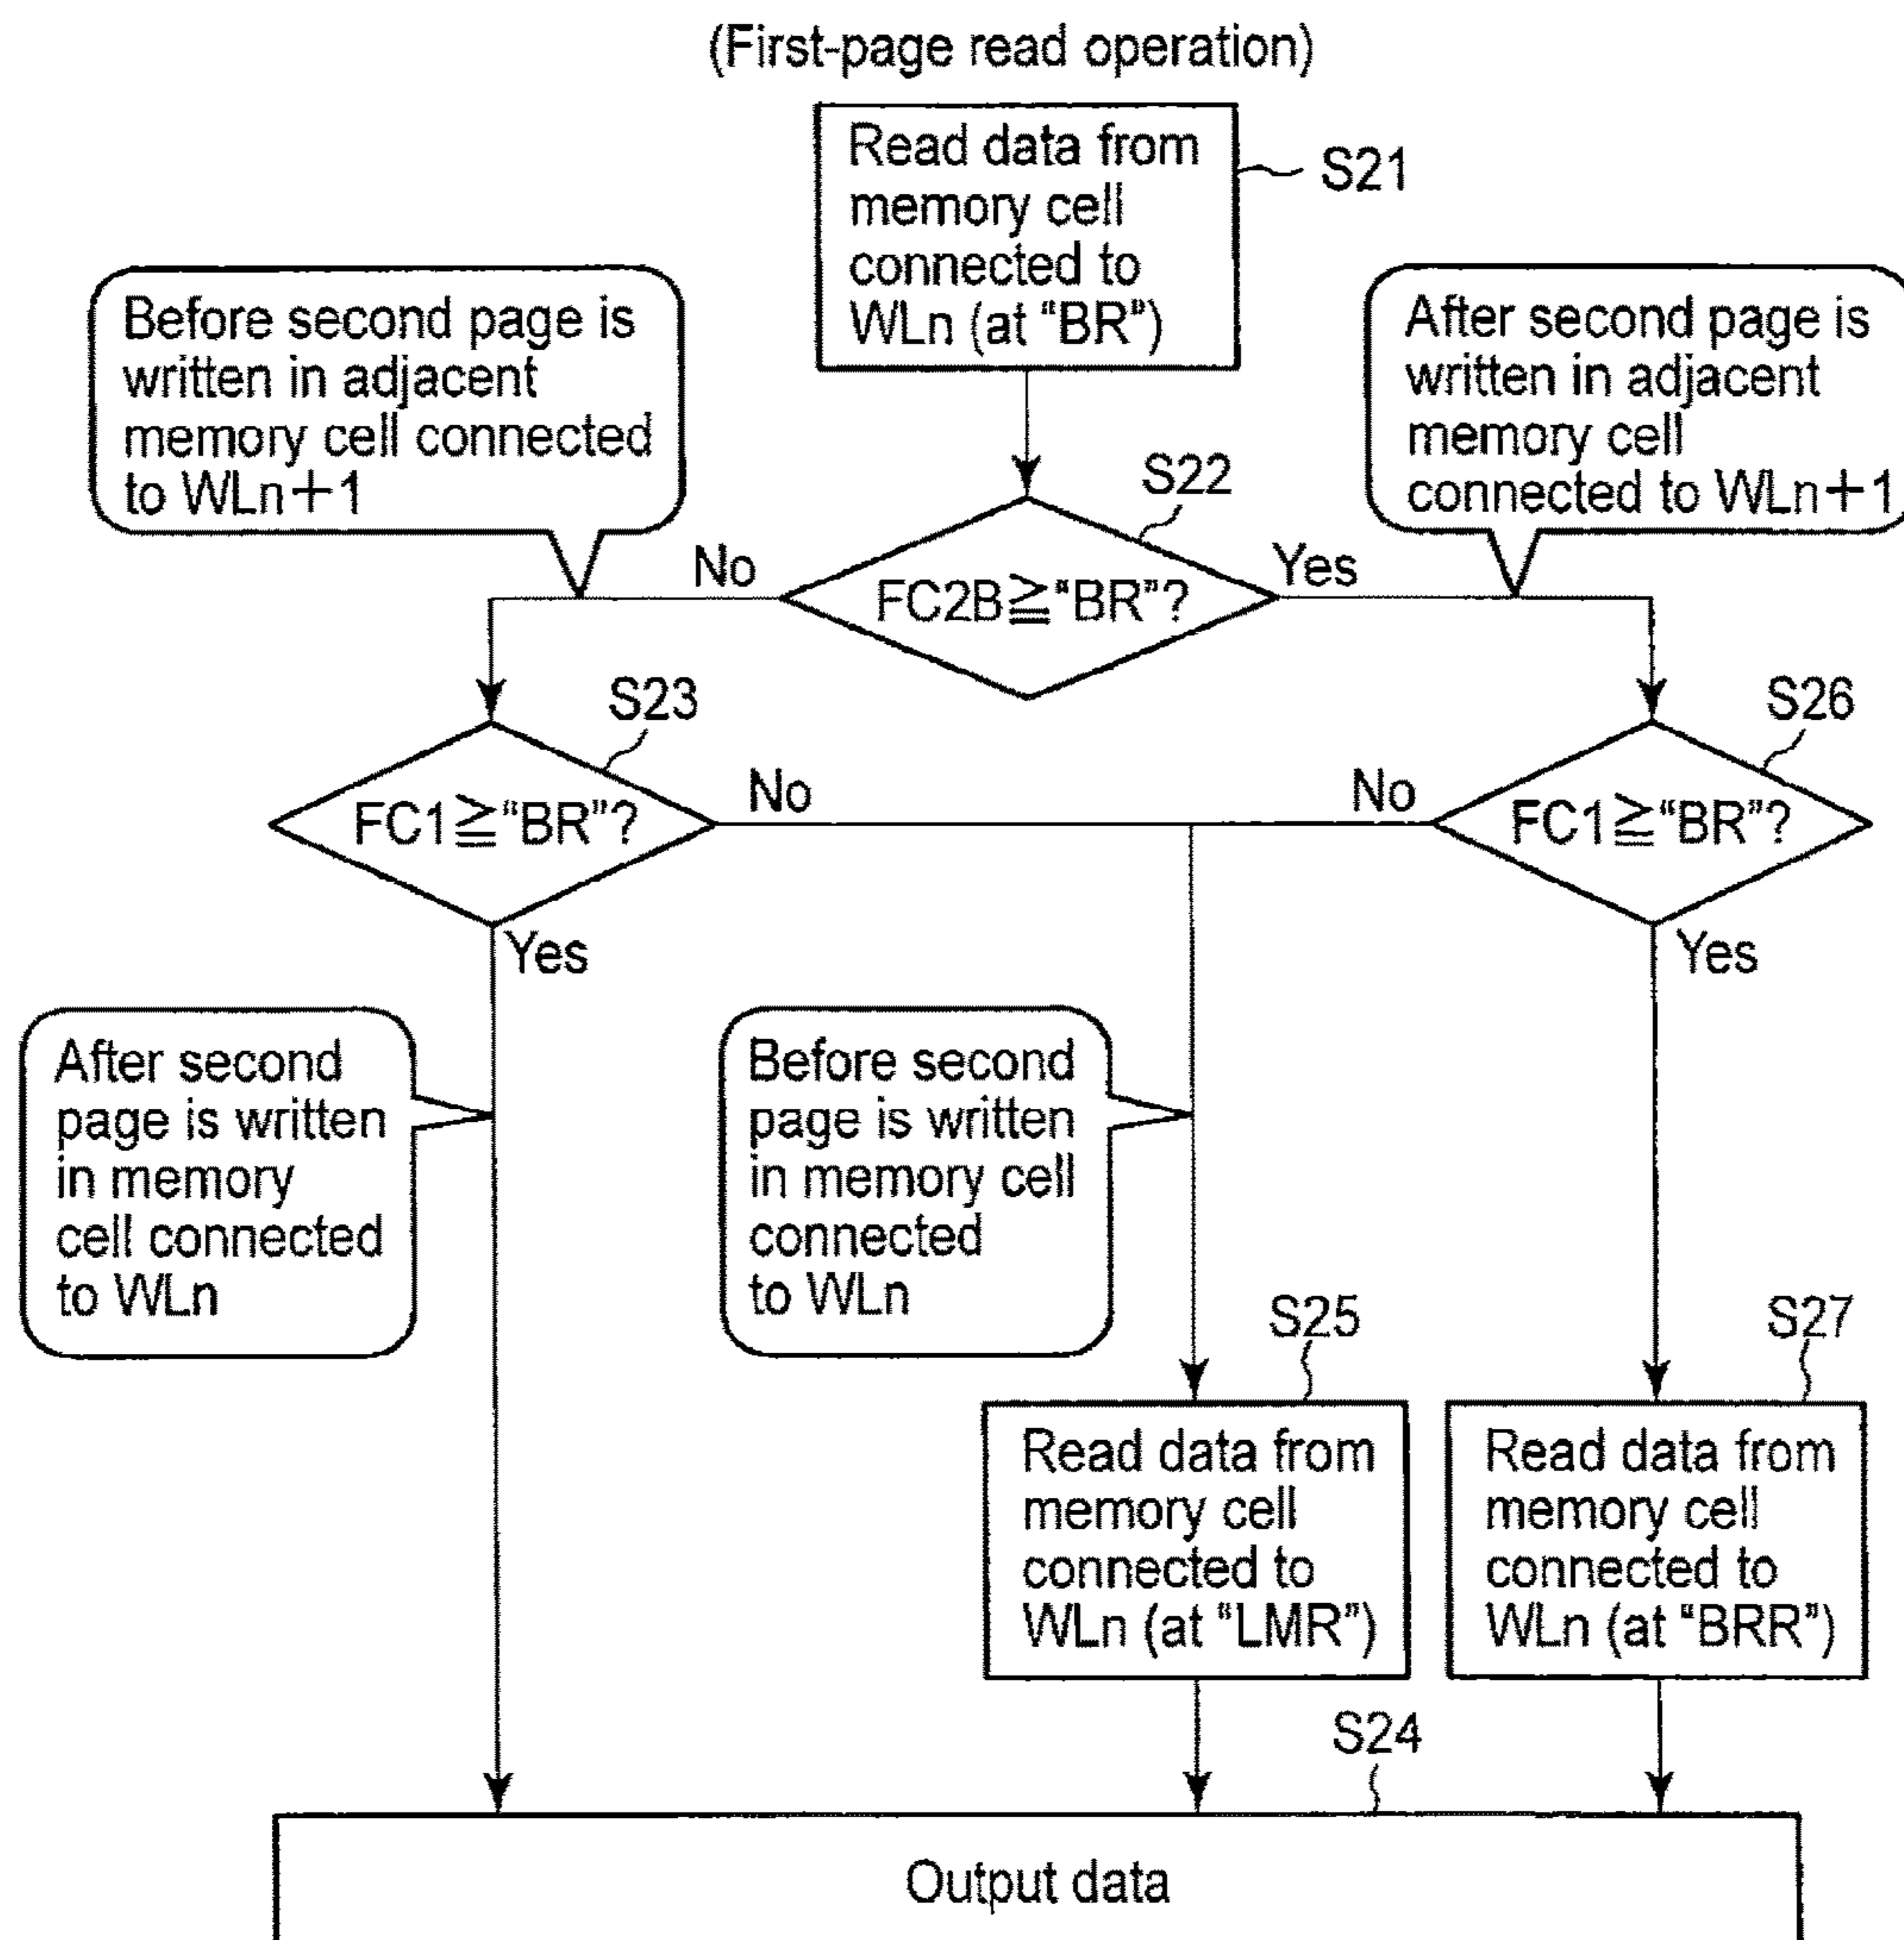 (First-page read operation)
Read data from
memory cell
connected to
WLn (at “BR”)
S21
Before second page is
written in adjacent
memory cell connected
to WLn+1
After second page is
written in adjacent
memory cell
connected to WLn+1
S22
No
FC2B≧“BR”?
Yes
S23
FC1≧“BR”?
No
Yes
S26
No
FC1≧“BR”?
Yes
After second
page is written
in memory
cell connected
to WLn
Before second
page is written
in memory cell
connected
to WLn
S25
Read data from
memory cell
connected to
WLn (at “LMR”)
S27
Read data from
memory cell
connected to
WLn (at “BRR”)
S24
Output data